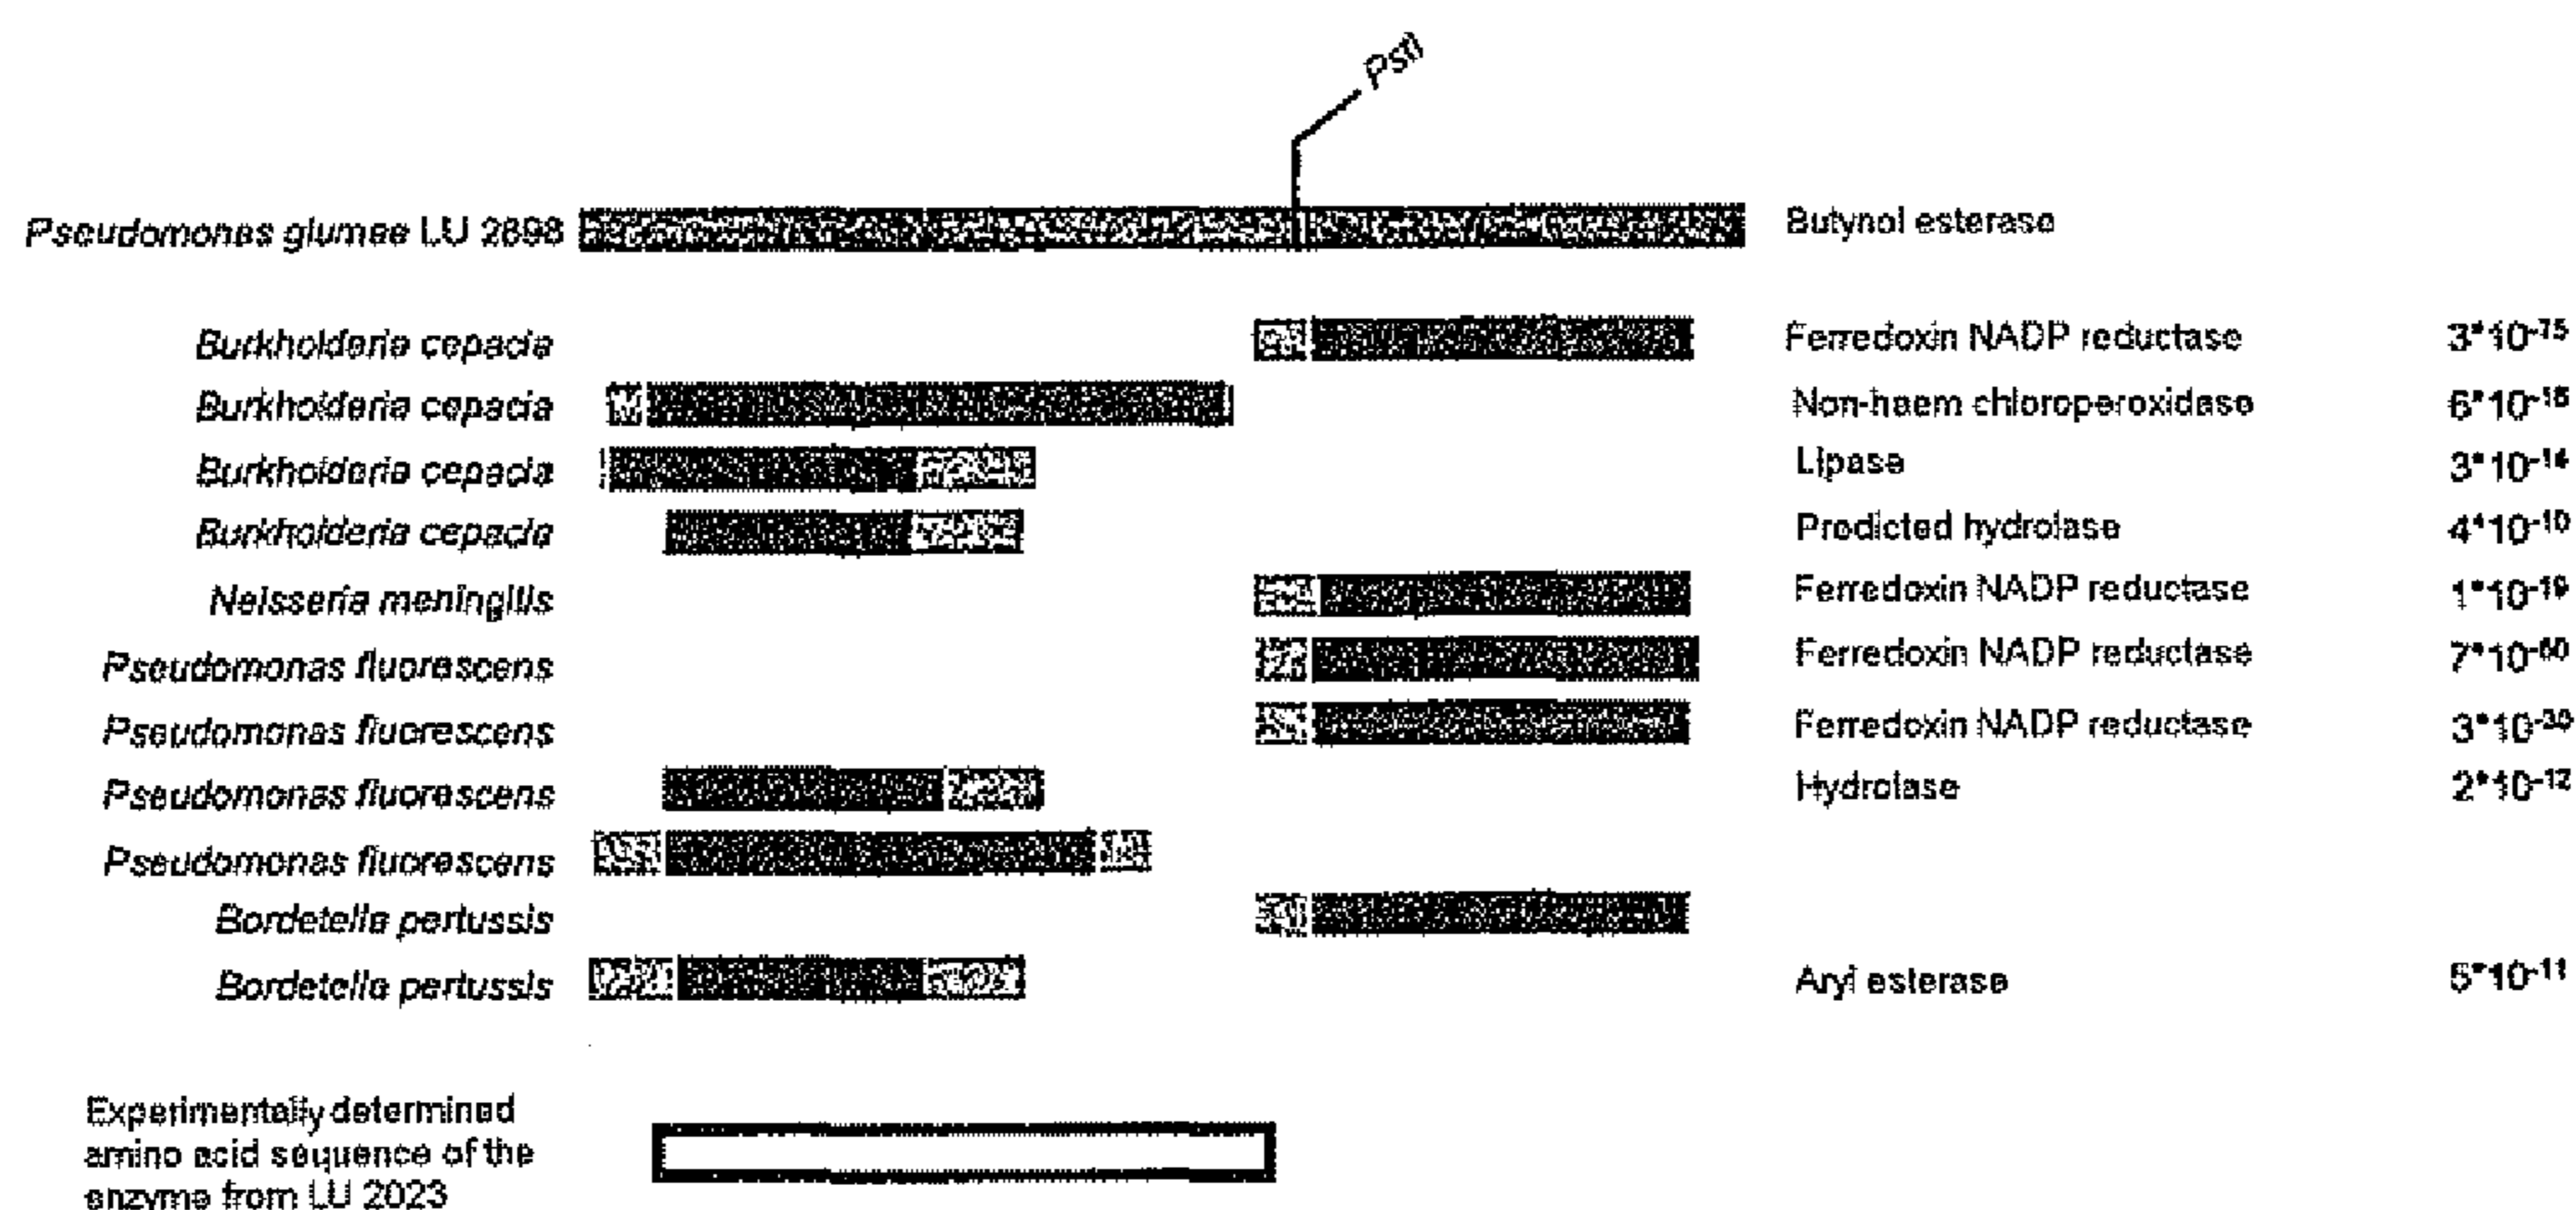 PstI
Pseudomonas glumae LU 2898 Butynol esterase
Burkholderia cepacia Ferredoxin NADP reductase 3*10-75
Burkholderia cepacia Non-haem chloroperoxidase 6*10-18
Burkholderia cepacia Lipase 3*10-14
Burkholderia cepacia Predicted hydrolase 4*10-10
Neisseria meningitis Ferredoxin NADP reductase 1*10-19
Pseudomonas fluorescens Ferredoxin NADP reductase 7*10-60
Pseudomonas fluorescens Ferredoxin NADP reductase
Pseudomonas fluorescens Hydrolase 2*10-12
Pseudomonas fluorescens
Bordetella pertussis
Bordetella pertussis Aryl esterase 5*10-11
Experimentally determined
amino acid sequence of the
enzyme from LU 2023